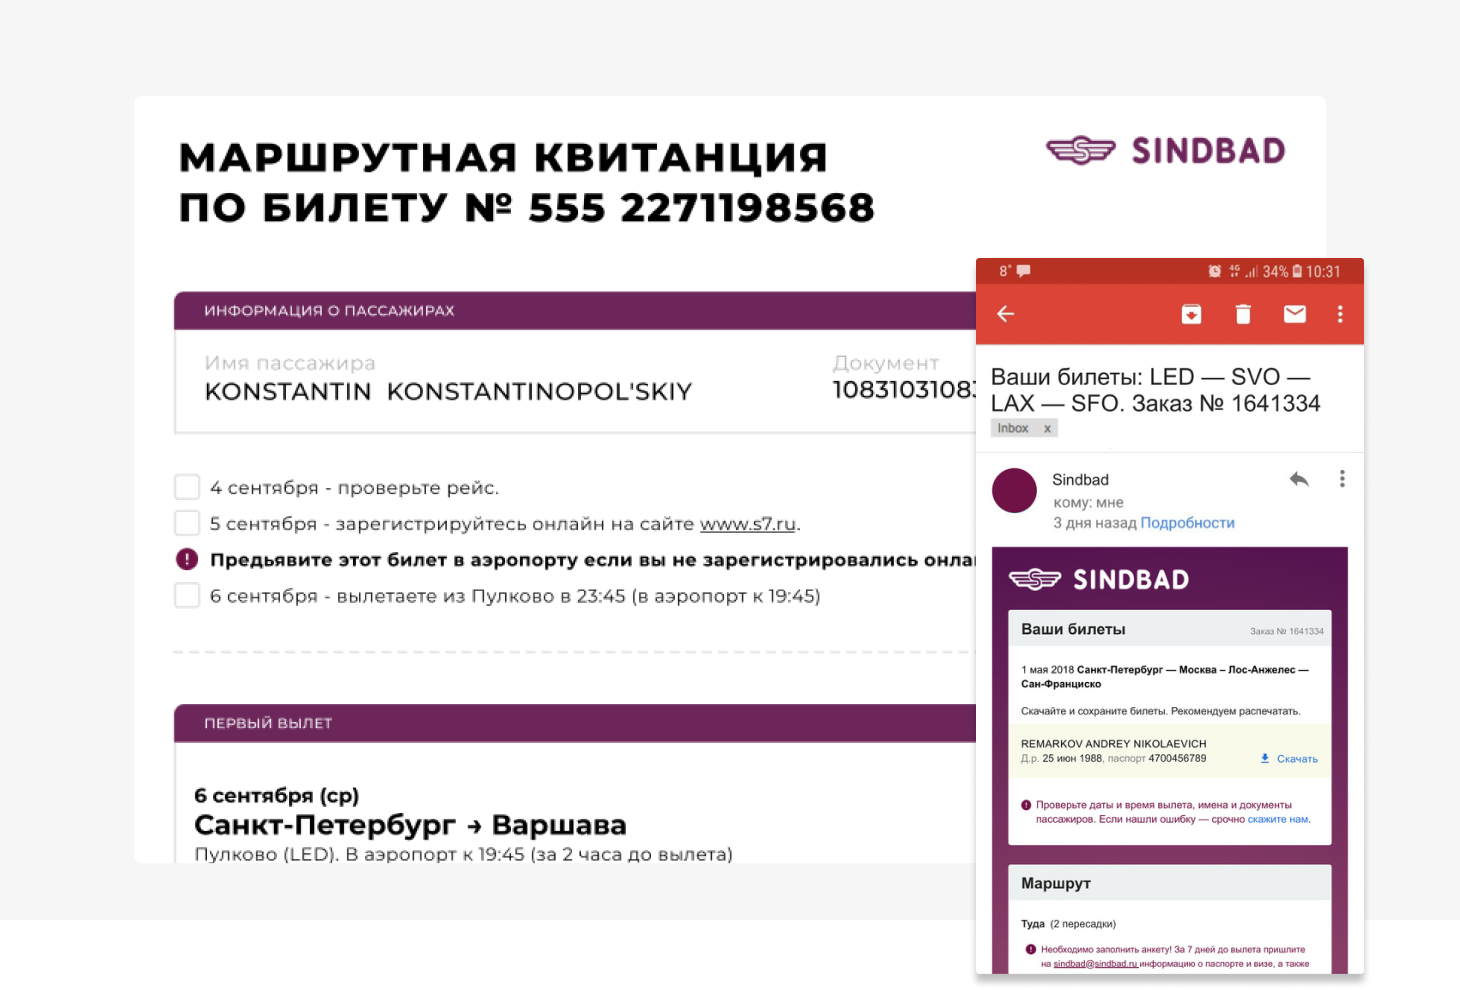 МАРШРУТНАЯ КВИТАНЦИЯ
ПО БИЛЕТУ № 555 2271198568
SINDBAD
ИНФОРМАЦИЯ О ПАССАЖИРАХ
Имя пассажира
KONSTANTIN KONSTANTINOPOL'SKIY
Документ
1083103108
4 сентября - проверьте рейс.
5 сентября - зарегистрируйтесь онлайн на сайте www.s7.ru.
Предьявите этот билет в аэропорту если вы не зарегистрировались онла
6 сентября - вылетаете из Пулково в 23:45 (в аэропорт к 19:45)
ПЕРВЫЙ ВЫЛЕТ
6 сентября (ср)
Санкт-Петербург → Варшава
Пулково (LED). В аэропорт к 19:45 (за 2 часа до вылета)
8° 4G 34% 10:31
Ваши билеты: LED — SVO —
LAX — SFO. Заказ № 1641334
Inbox x
Sindbad
кому: мне
3 дня назад Подробности
SINDBAD
Ваши билеты
Заказ № 1641334
1 мая 2018 Санкт-Петербург — Москва – Лос-Анжелес —
Сан-Франциско
Скачайте и сохраните билеты. Рекомендуем распечатать.
REMARKOV ANDREY NIKOLAEVICH
Д.р. 25 июн 1988, паспорт 4700456789
Скачать
Проверьте даты и время вылета, имена и документы
пассажиров. Если нашли ошибку — срочно скажите нам.
Маршрут
Туда (2 пересадки)
Необходимо заполнить анкету! За 7 дней до вылета пришлите
на sindbad@sindbad.ru информацию о паспорте и визе, а также